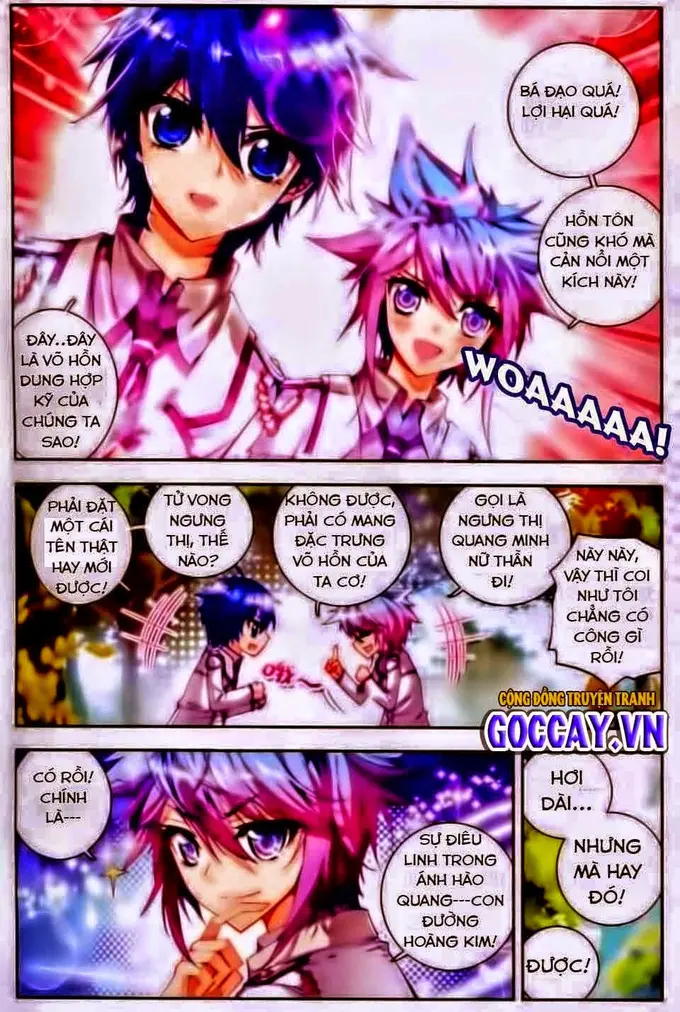 BÁ ĐẠO QUÁ!
LỢI HẠI QUÁ!
HỒN TÔN
CŨNG KHÓ MÀ
CẢN NỔI MỘT
KÍCH NÀY!
ĐÂY..ĐÂY
LÀ VÕ HỒN
DUNG HỢP
KỸ CỦA
CHÚNG TA
SAO!
WOAAAAAA!
PHẢI ĐẶT
MỘT CÁI
TÊN THẬT
HAY MỚI
ĐƯỢC!
TỬ VONG
NGƯNG
THỊ, THẾ
NÀO?
KHÔNG ĐƯỢC,
PHẢI CÓ MANG
ĐẶC TRƯNG
VÕ HỒN CỦA
TA CƠ!
GỌI LÀ
NGƯNG THỊ
QUANG MINH
NỮ THẦN
ĐI!
NÀY NÀY,
VẬY THÌ COI
NHƯ TÔI
CHẲNG CÓ
CÔNG GÌ
RỒI!
CỘNG ĐỒNG TRUYỆN TRANH
GOCCAY.VN
CÓ RỒI!
CHÍNH
LÀ---
SỰ ĐIÊU
LINH TRONG
ÁNH HÀO
QUANG---CON
ĐƯỜNG
HOÀNG KIM!
HƠI
DÀI...
NHƯNG
MÀ HAY
ĐÓ!
ĐƯỢC!